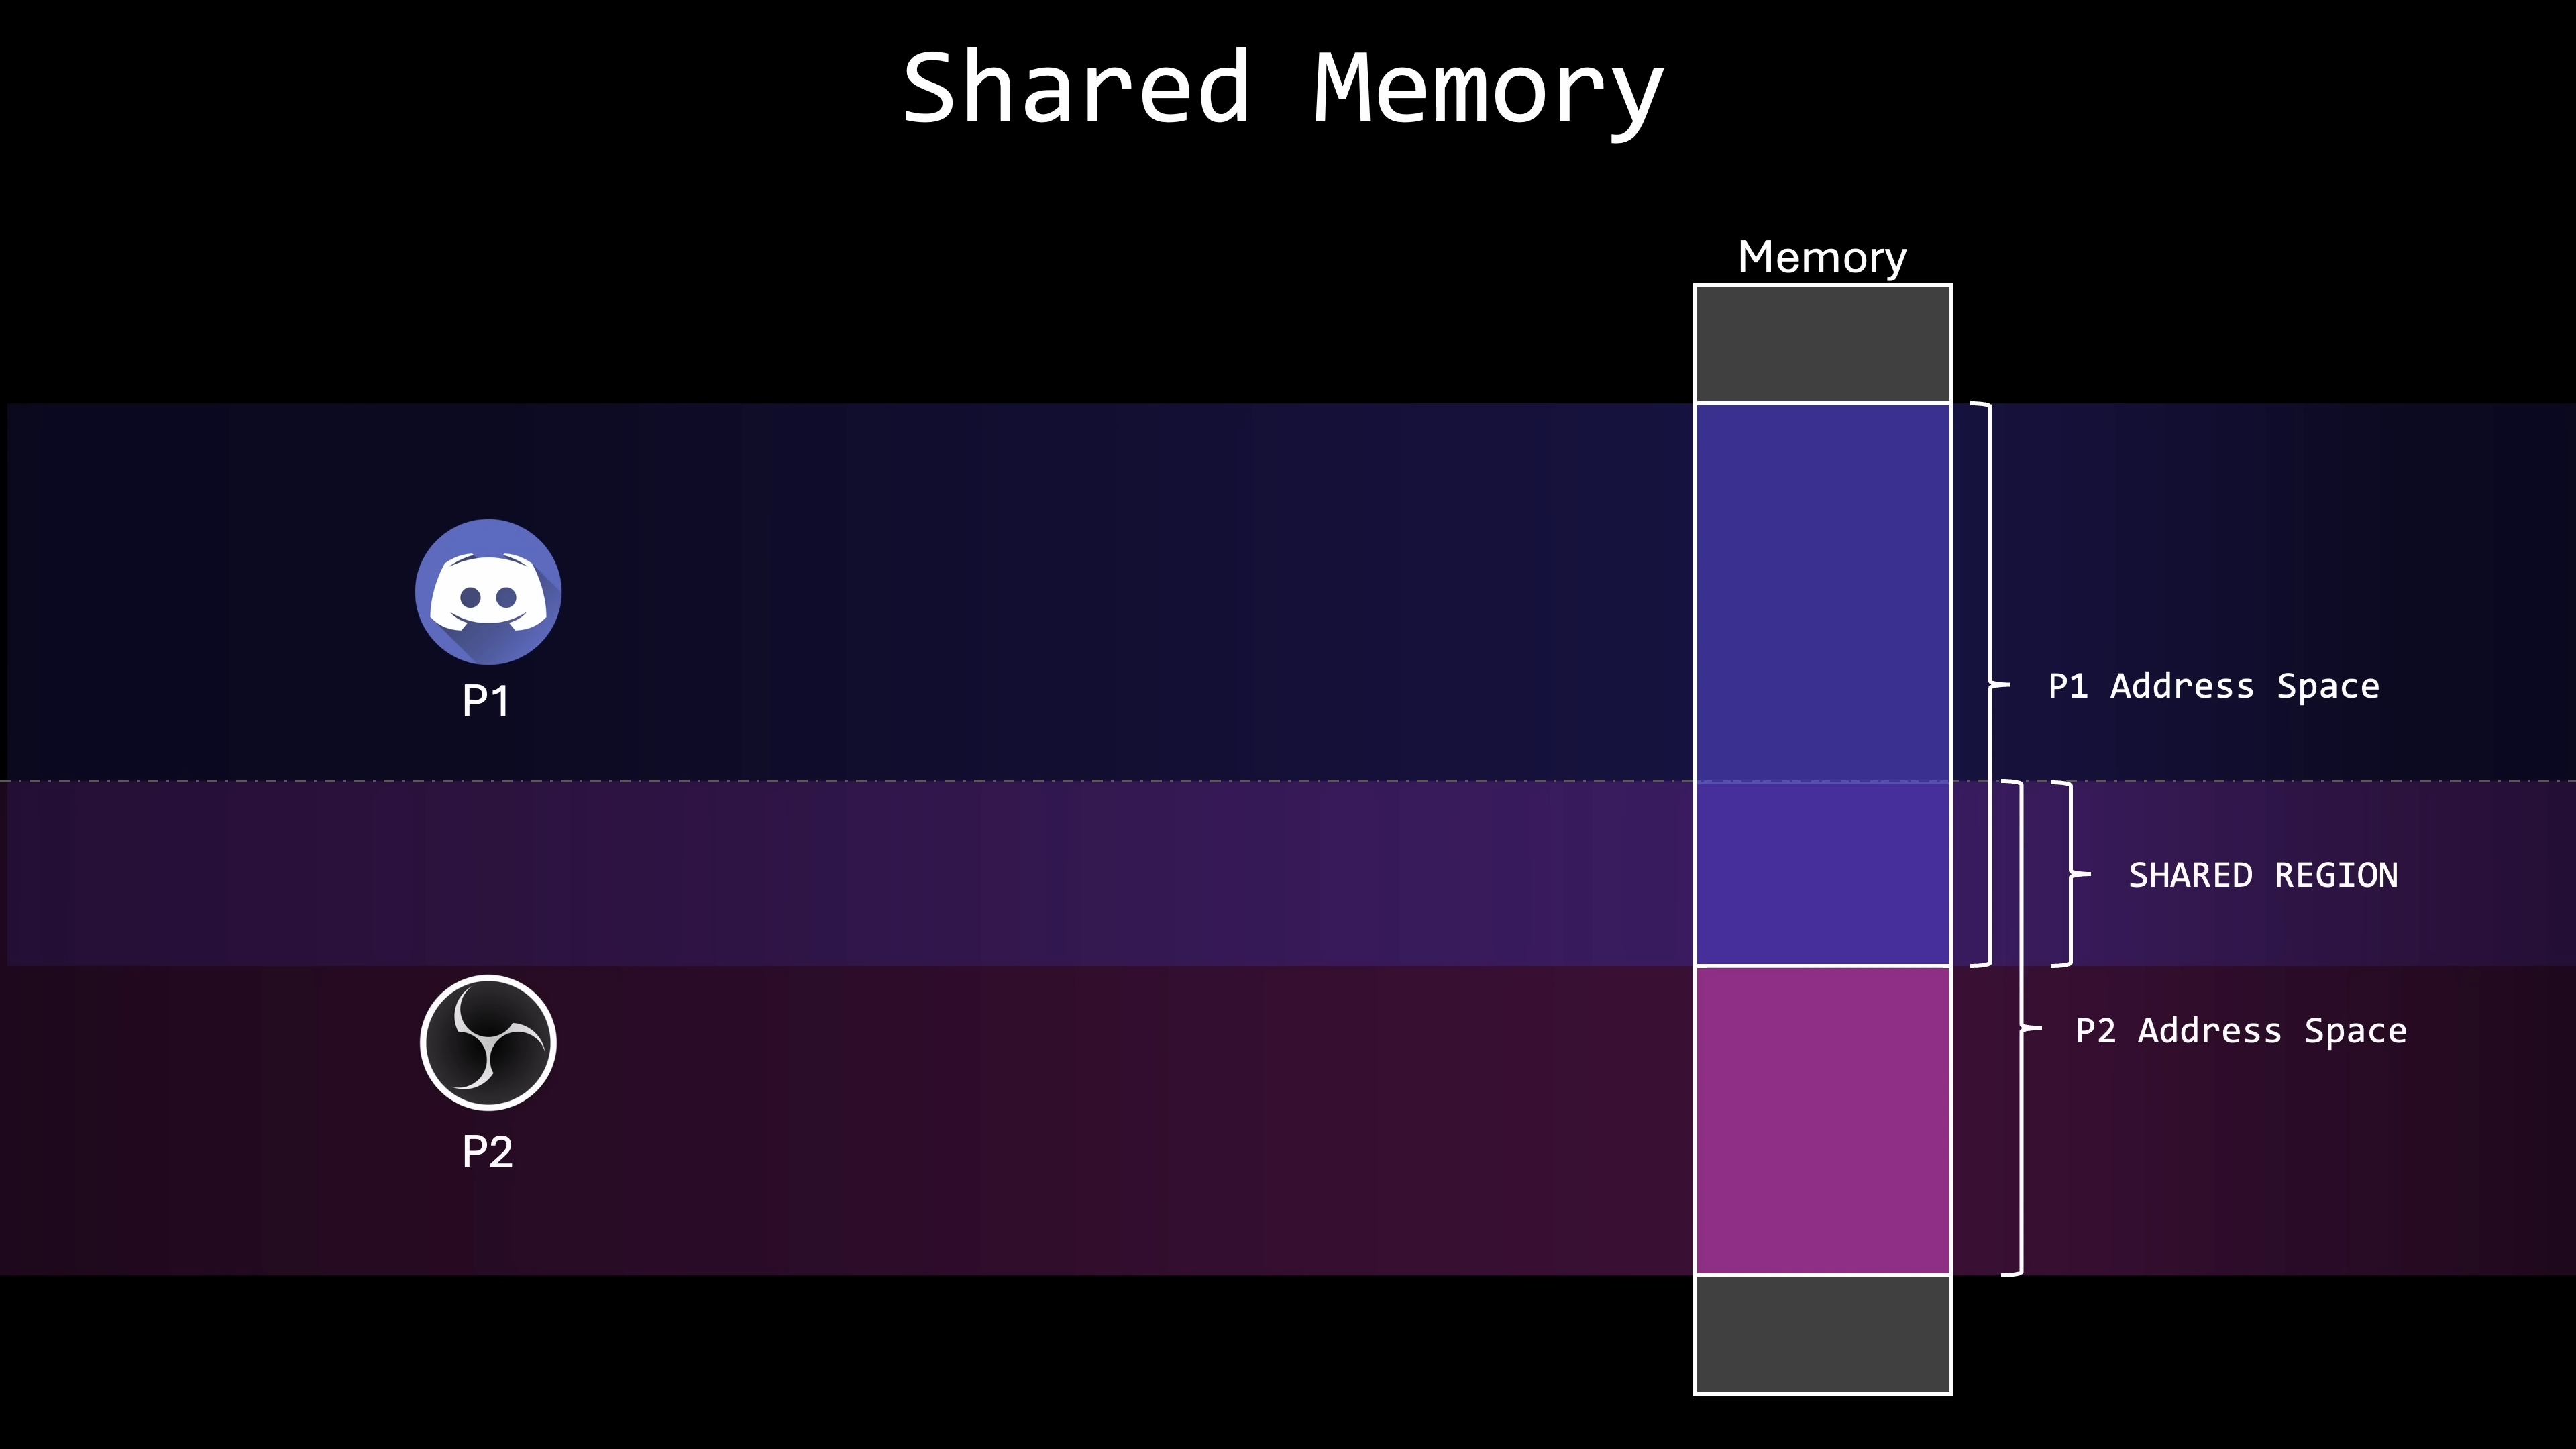 Shared Memory
Memory
P1
P1 Address Space
SHARED REGION
P2 Address Space
P2